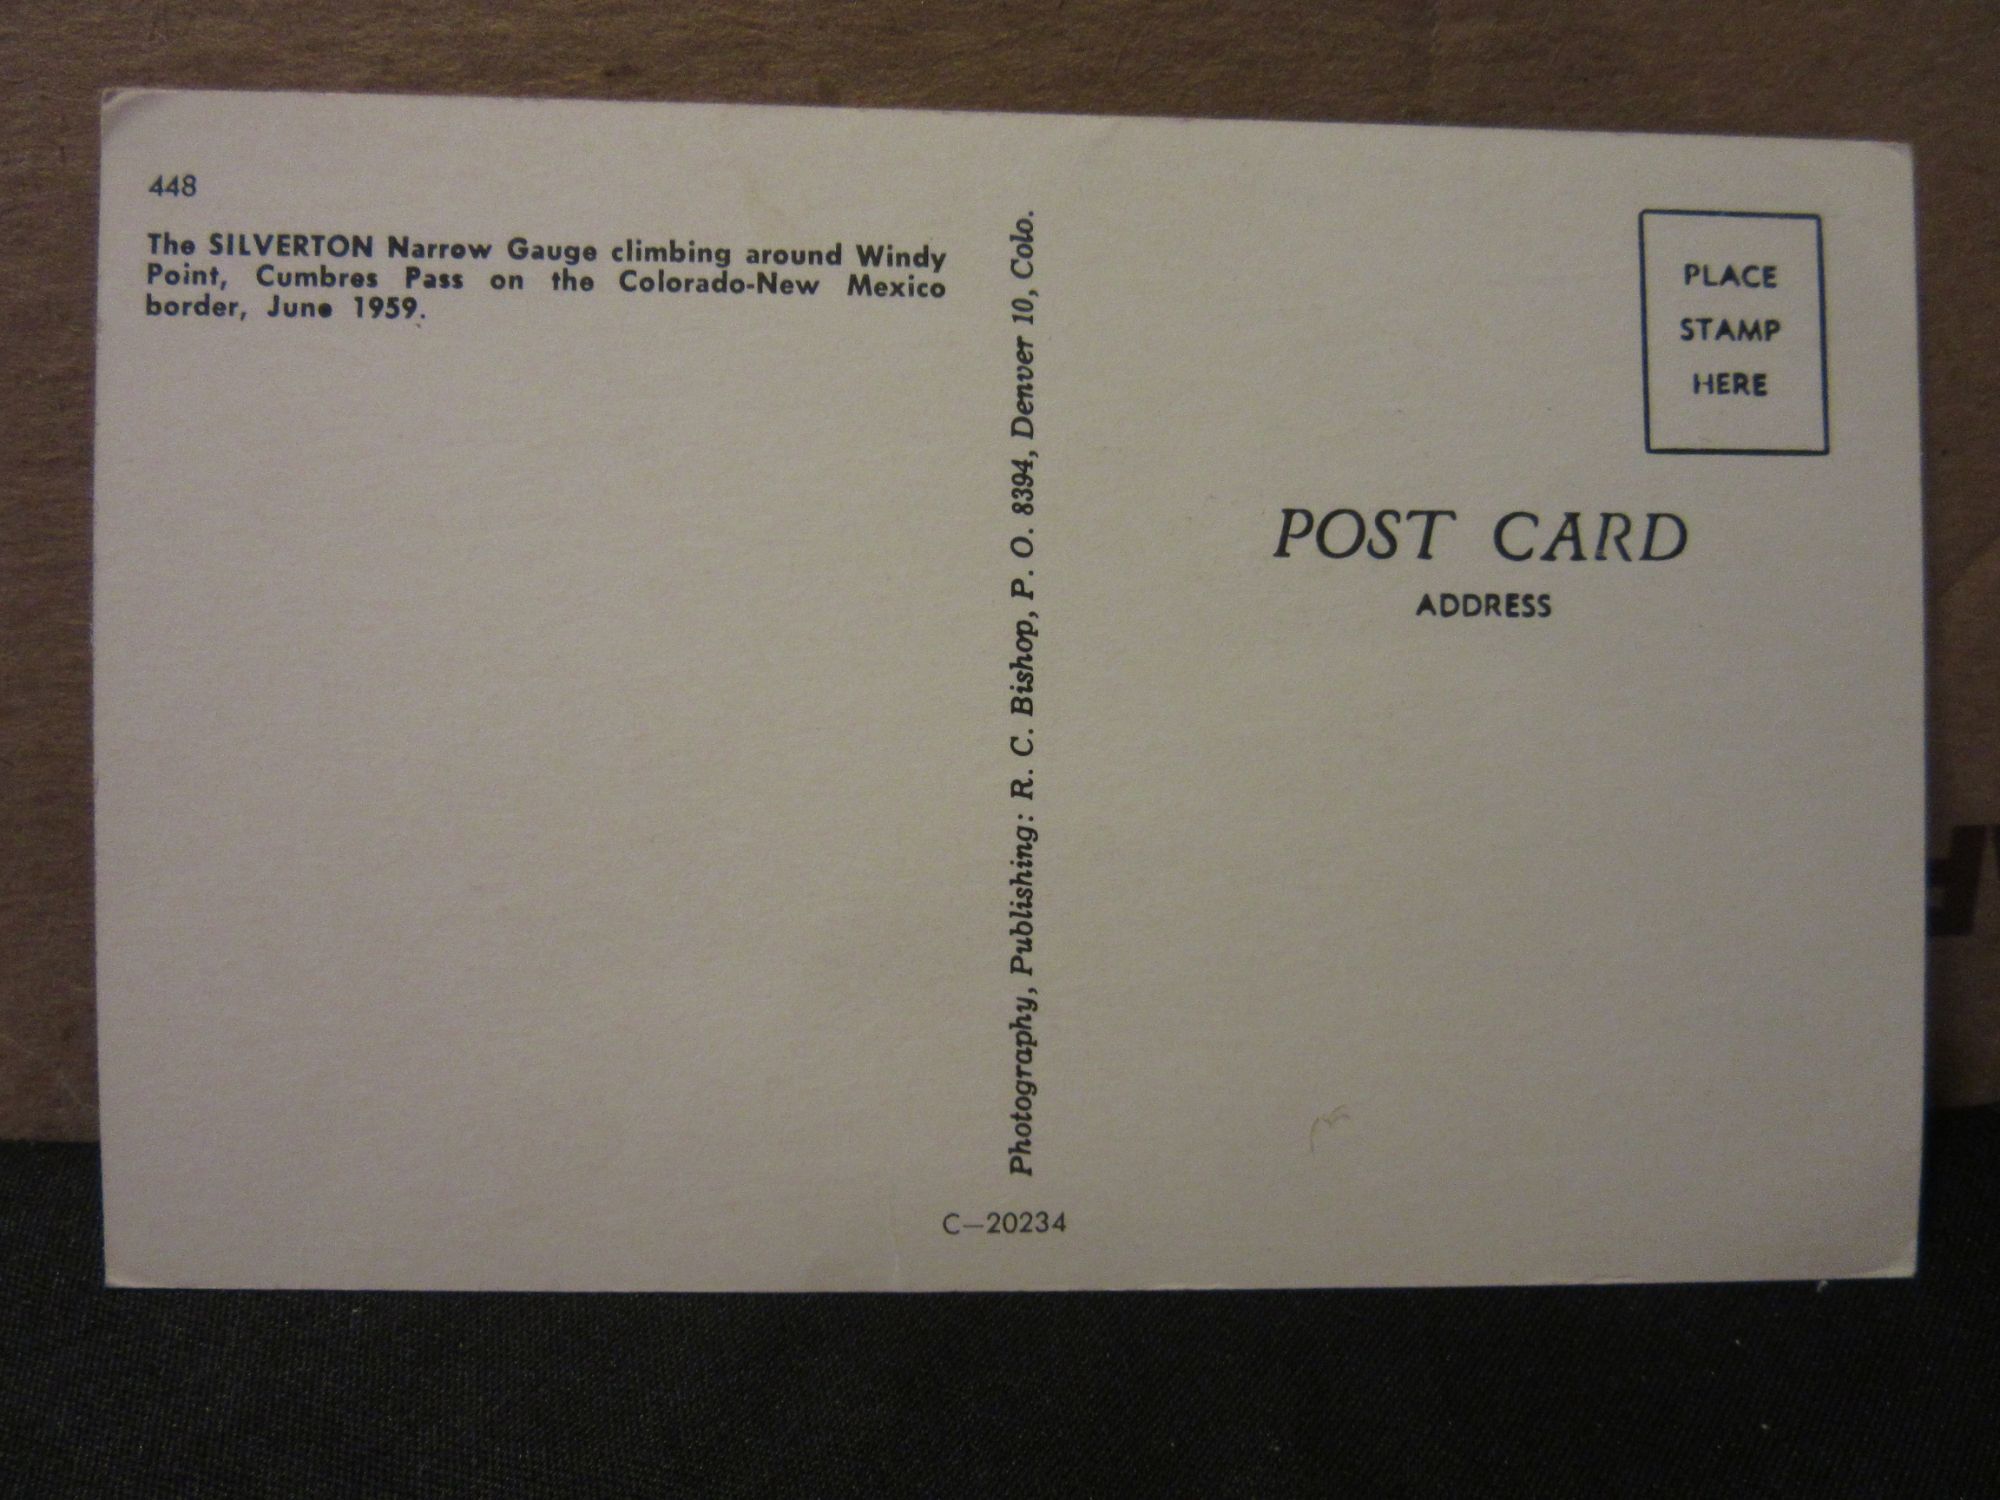 448
The SILVERTON Narrow Gauge climbing around Windy
Point, Cumbres Pass on the Colorado-New Mexico
border, June 1959.
Photography, Publishing: R. C. Bishop, P. O. 8394, Denver 10, Colo.
C—20234
PLACE
STAMP
HERE
POST CARD
ADDRESS